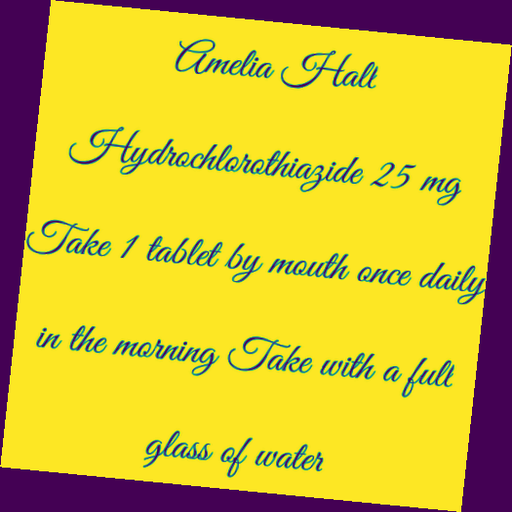 Amelia Hall
Hydrochlorothiazide 25 mg
Take 1 tablet by mouth once daily
in the morning Take with a full
glass of water